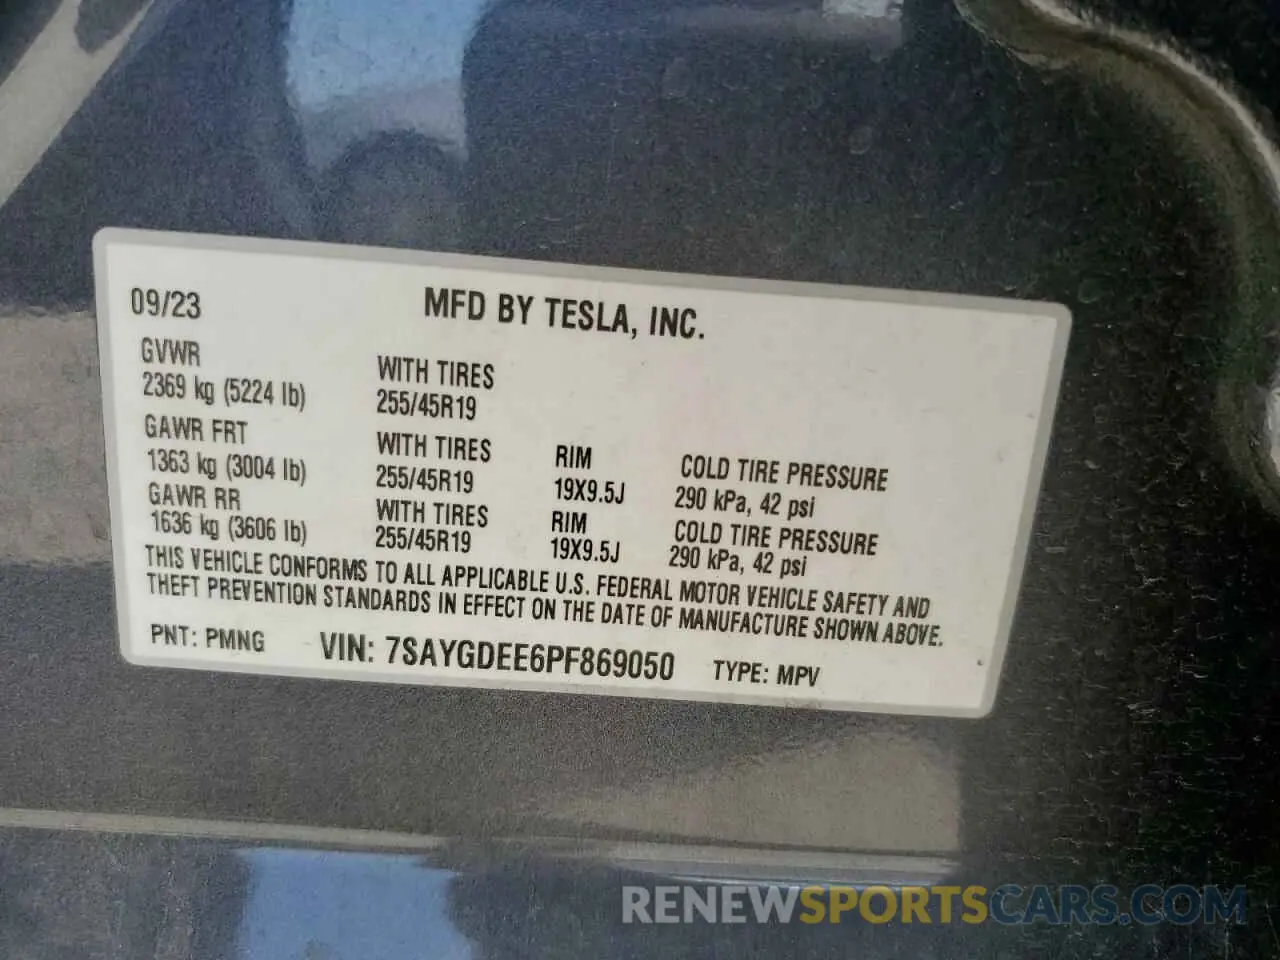 09/23 MFD BY TESLA, INC.
GVWR WITH TIRES
2369 kg (5224 lb) 255/45R19
GAWR FRT WITH TIRES RIM COLD TIRE PRESSURE
1363 kg (3004 lb) 255/45R19 19X9.5J 290 kPa, 42 psi
GAWR RR WITH TIRES RIM COLD TIRE PRESSURE
1636 kg (3606 lb) 255/45R19 19X9.5J 290 kPa, 42 psi
THIS VEHICLE CONFORMS TO ALL APPLICABLE U.S. FEDERAL MOTOR VEHICLE SAFETY AND
THEFT PREVENTION STANDARDS IN EFFECT ON THE DATE OF MANUFACTURE SHOWN ABOVE.
PNT: PMNG VIN: 7SAYGDEE6PF869050 TYPE: MPV
RENEWSPORTSCARS.COM